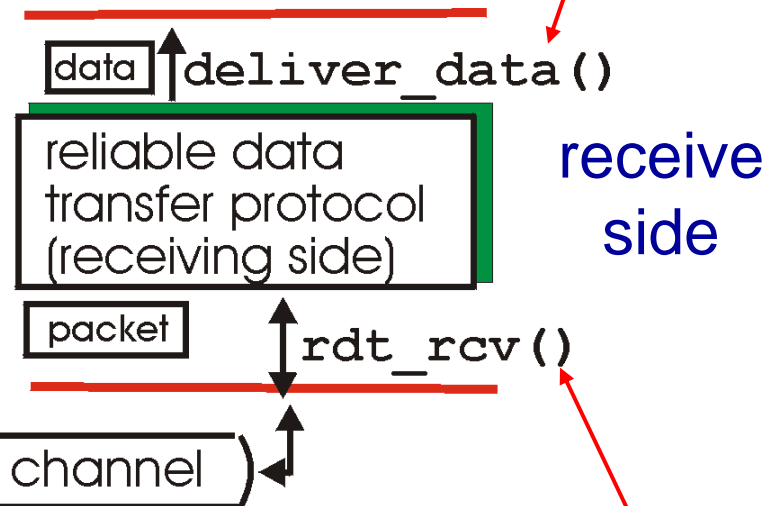 data deliver_data()
reliable data
transfer protocol
(receiving side)
receive
side
packet rdt_rcv()
channel